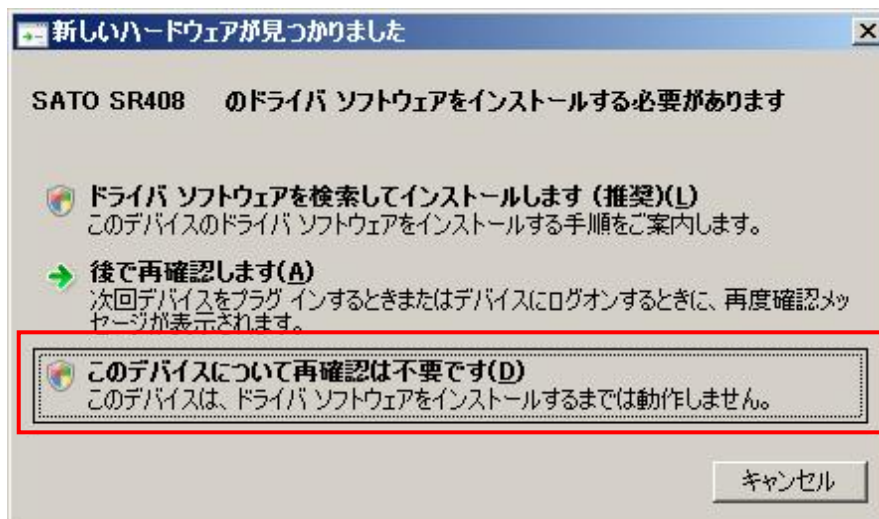 新しいハードウェアが見つかりました
SATO SR408 のドライバ ソフトウェアをインストールする必要があります
ドライバ ソフトウェアを検索してインストールします (推奨)(L)
このデバイスのドライバ ソフトウェアをインストールする手順をご案内します。
後で再確認します(A)
次回デバイスをプラグ インするときまたはデバイスにログオンするときに、再度確認メッ
セージが表示されます。
このデバイスについて再確認は不要です(D)
このデバイスは、ドライバ ソフトウェアをインストールするまでは動作しません。
キャンセル